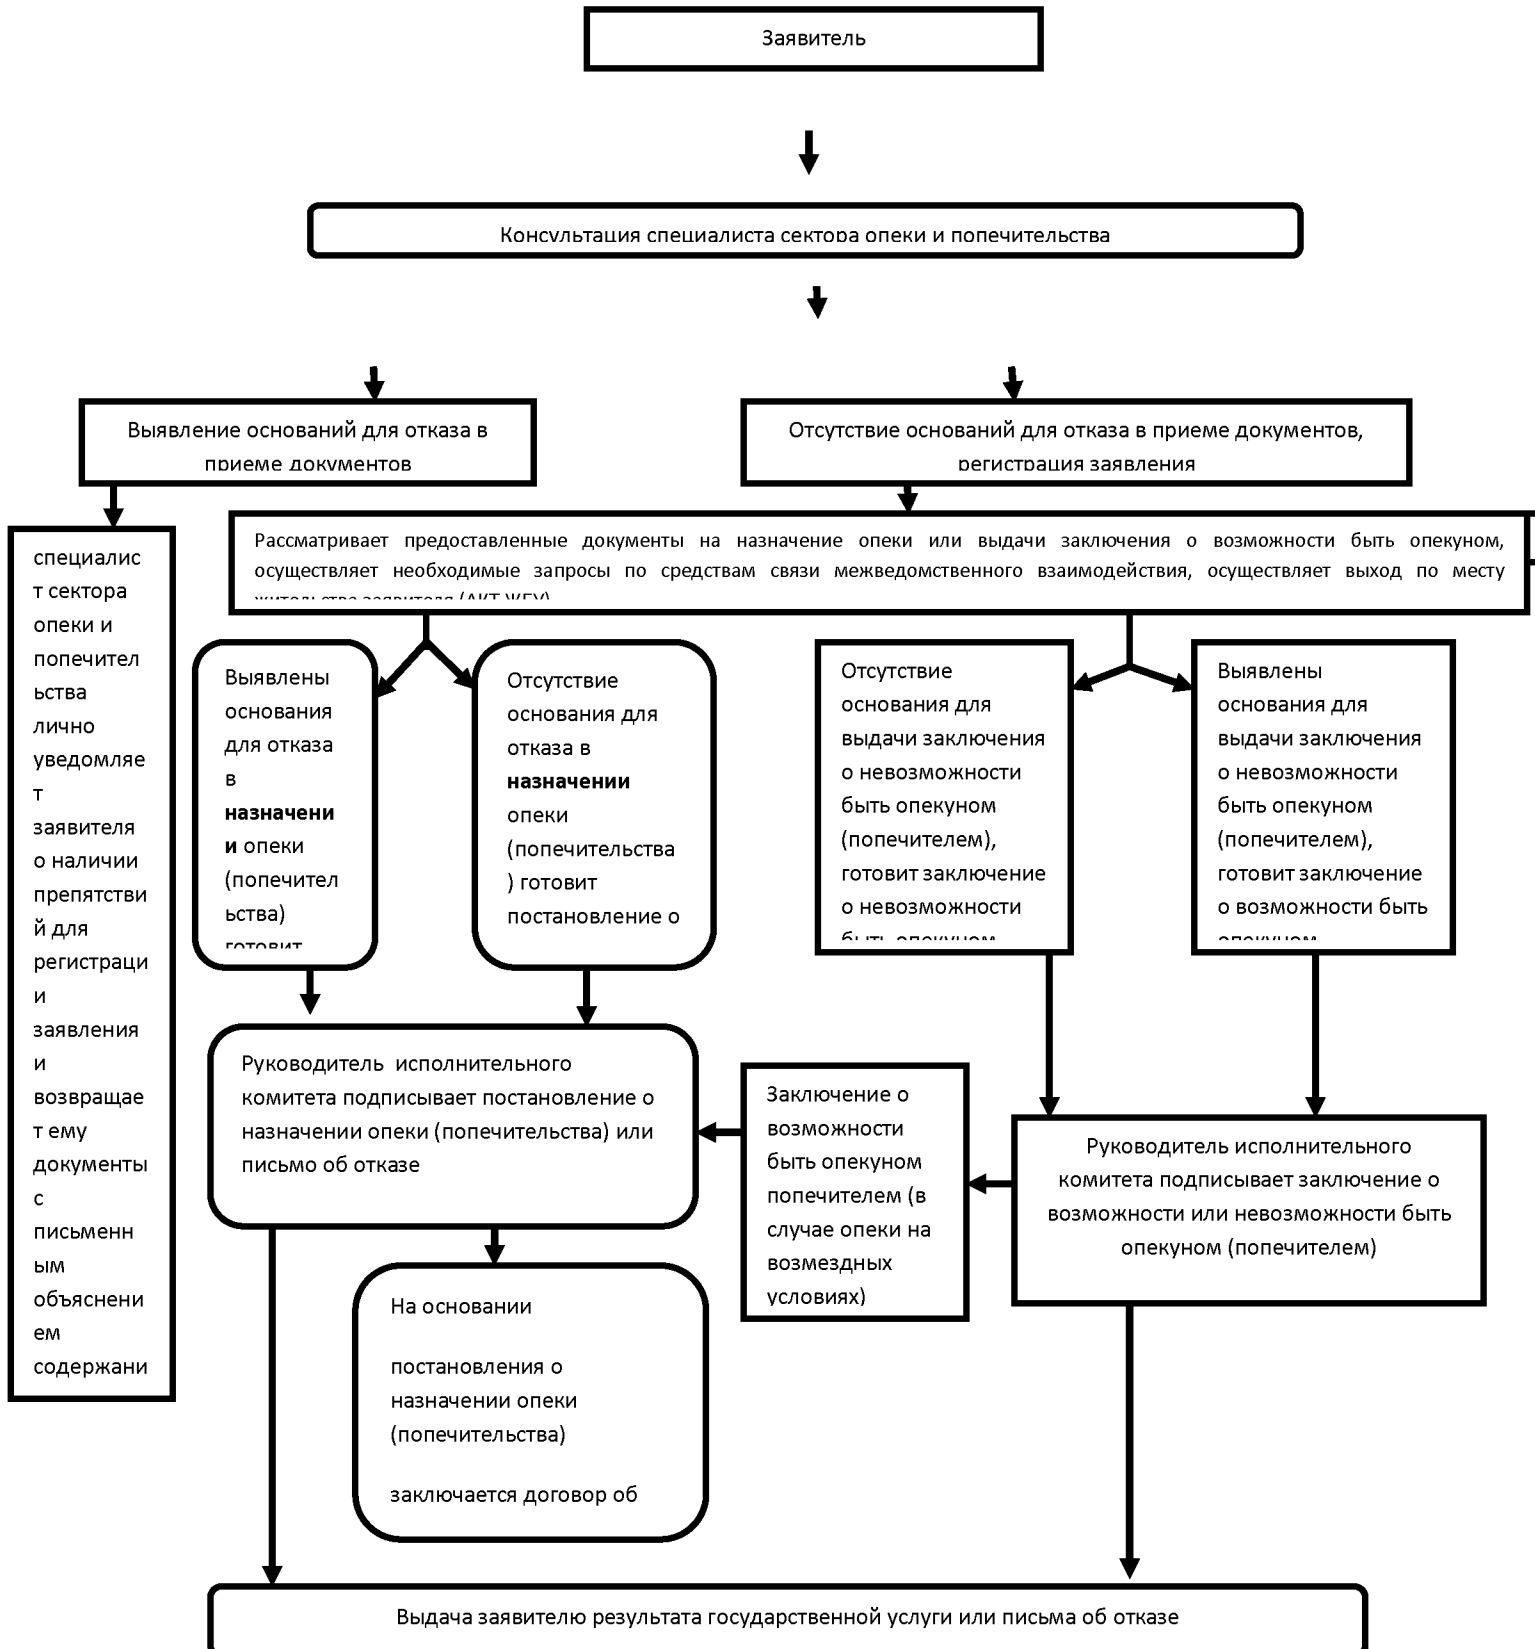 Заявитель
Консультация специалиста сектора опеки и попечительства
Выявление оснований для отказа в
приеме документов
Отсутствие оснований для отказа в приеме документов,
регистрация заявления
специалис
т сектора
опеки и
попечител
ьства
лично
уведомляе
т
заявителя
о наличии
препятстви
й для
регистраци
и
заявления
и
возвращае
т ему
документы
с
письменн
ым
объяснени
ем
содержани
Рассматривает предоставленные документы на назначение опеки или выдачи заключения о возможности быть опекуном,
осуществляет необходимые запросы по средствам связи межведомственного взаимодействия, осуществляет выход по месту
жительства заявителя (АКТ ЖБУ)
Выявлены
основания
для отказа
в
назначени
и опеки
(попечител
ьства)
готовит
Отсутствие
основания для
отказа в
назначении
опеки
(попечительства
) готовит
постановление о
Отсутствие
основания для
выдачи заключения
о невозможности
быть опекуном
(попечителем),
готовит заключение
о невозможности
быть опекуном
Выявлены
основания для
выдачи заключения
о невозможности
быть опекуном
(попечителем),
готовит заключение
о возможности быть
опекуном
Руководитель исполнительного
комитета подписывает постановление о
назначении опеки (попечительства) или
письмо об отказе
Заключение о
возможности
быть опекуном
попечителем (в
случае опеки на
возмездных
условиях)
Руководитель исполнительного
комитета подписывает заключение о
возможности или невозможности быть
опекуном (попечителем)
На основании
постановления о
назначении опеки
(попечительства)
заключается договор об
Выдача заявителю результата государственной услуги или письма об отказе